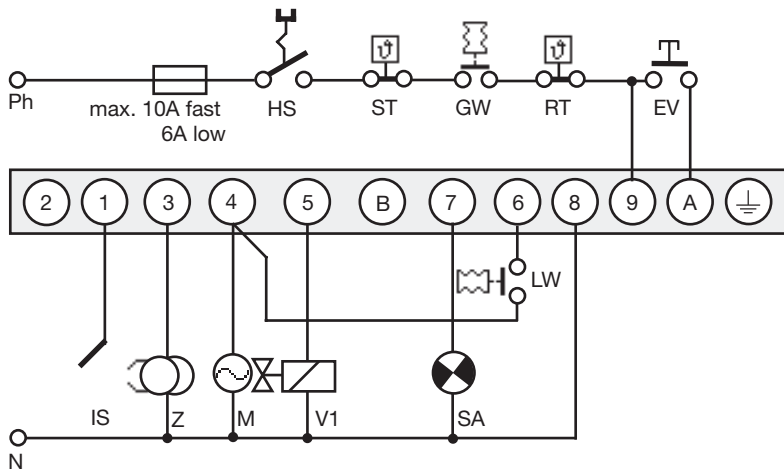 Ph
max. 10A fast
6A low
HS
ST
GW
RT
EV
2 1 3 4 5 B 7 6 8 9 A
LW
IS
Z
M
V1
SA
N